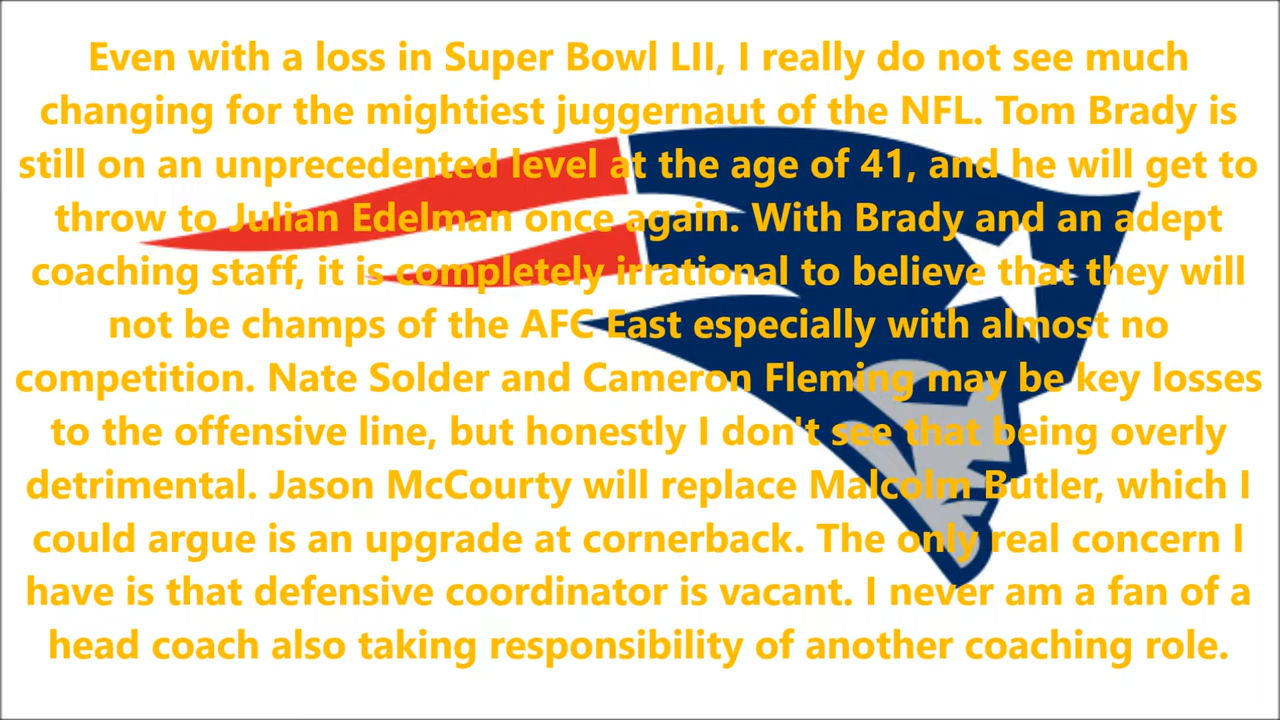 Even with a loss in Super Bowl LII, I really do not see much
changing for the mightiest juggernaut of the NFL. Tom Brady is
still on an unprecedented level at the age of 41, and he will get to
throw to Julian Edelman once again. With Brady and an adept
coaching staff, it is completely irrational to believe that they will
not be champs of the AFC East especially with almost no
competition. Nate Solder and Cameron Fleming may be key losses
to the offensive line, but honestly I don't see that being overly
detrimental. Jason McCourty will replace Malcolm Butler, which I
could argue is an upgrade at cornerback. The only real concern I
have is that defensive coordinator is vacant. I never am a fan of a
head coach also taking responsibility of another coaching role.